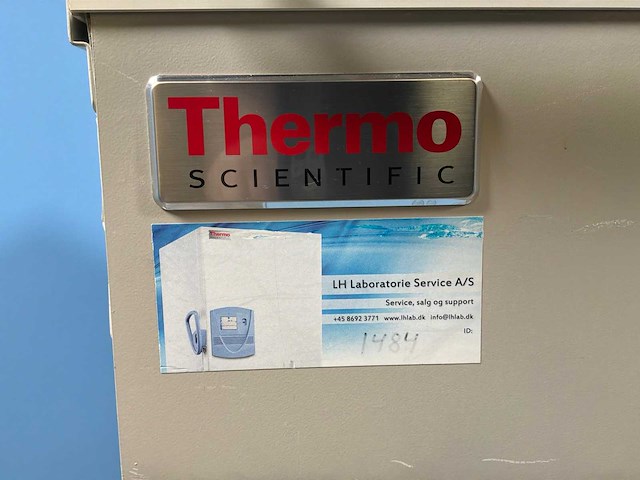 Thermo
SCIENTIFIC
Thermo
LH Laboratorie Service A/S
Service, salg og support
+45 8692 3771 www.lhlab.dk info@lhlab.dk
ID:
1484